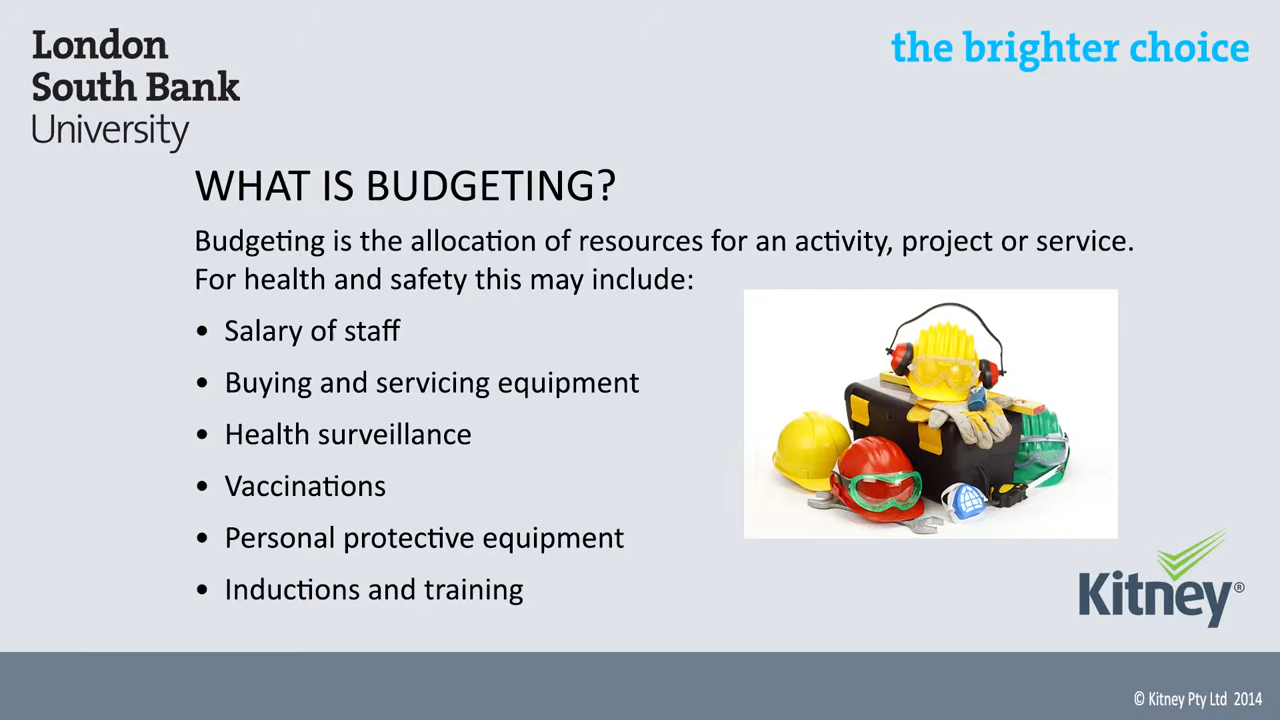 London
South Bank
University
the brighter choice
WHAT IS BUDGETING?
Budgeting is the allocation of resources for an activity, project or service.
For health and safety this may include:
• Salary of staff
• Buying and servicing equipment
• Health surveillance
• Vaccinations
• Personal protective equipment
• Inductions and training
Kitney®
© Kitney Pty Ltd 2014